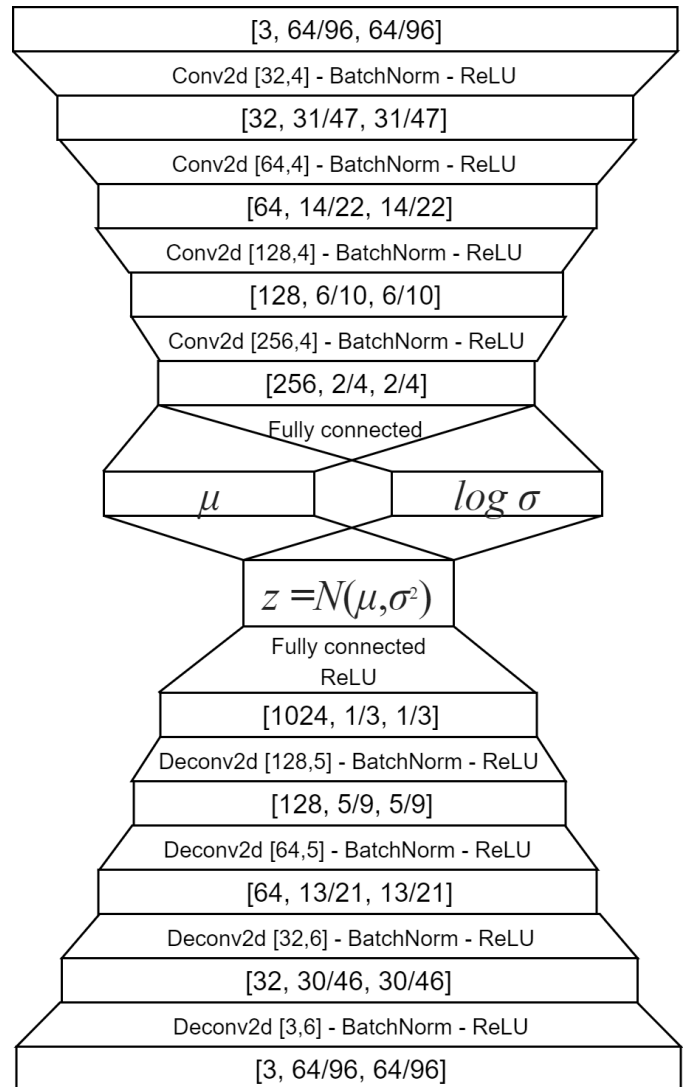 [3, 64/96, 64/96]
Conv2d [32,4] - BatchNorm - ReLU
[32, 31/47, 31/47]
Conv2d [64,4] - BatchNorm - ReLU
[64, 14/22, 14/22]
Conv2d [128,4] - BatchNorm - ReLU
[128, 6/10, 6/10]
Conv2d [256,4] - BatchNorm - ReLU
[256, 2/4, 2/4]
Fully connected
μ
log σ
z =N(μ,σ²)
Fully connected
ReLU
[1024, 1/3, 1/3]
Deconv2d [128,5] - BatchNorm - ReLU
[128, 5/9, 5/9]
Deconv2d [64,5] - BatchNorm - ReLU
[64, 13/21, 13/21]
Deconv2d [32,6] - BatchNorm - ReLU
[32, 30/46, 30/46]
Deconv2d [3,6] - BatchNorm - ReLU
[3, 64/96, 64/96]